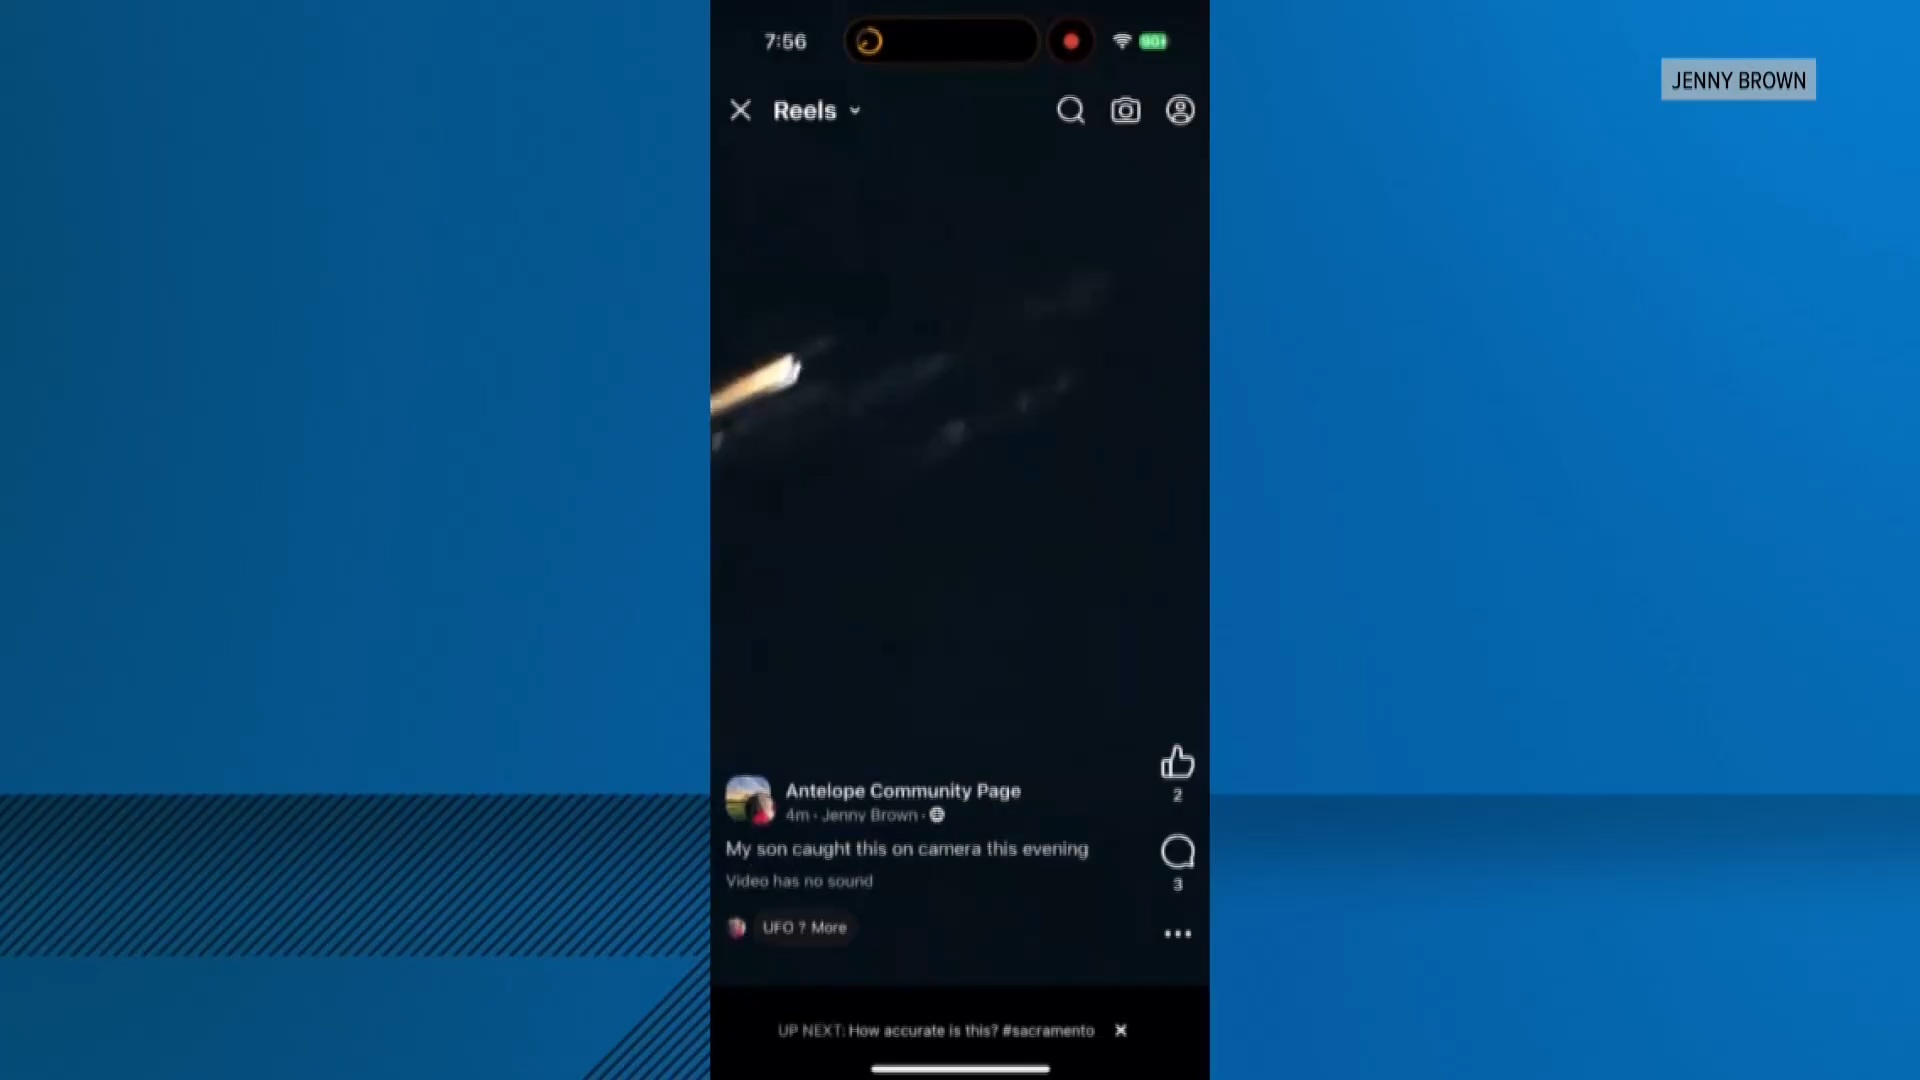 7:56
90+
JENNY BROWN
Reels
Antelope Community Page
4m · Jenny Brown ·
My son caught this on camera this evening
Video has no sound
UFO ? More
2
3
UP NEXT: How accurate is this? #sacramento